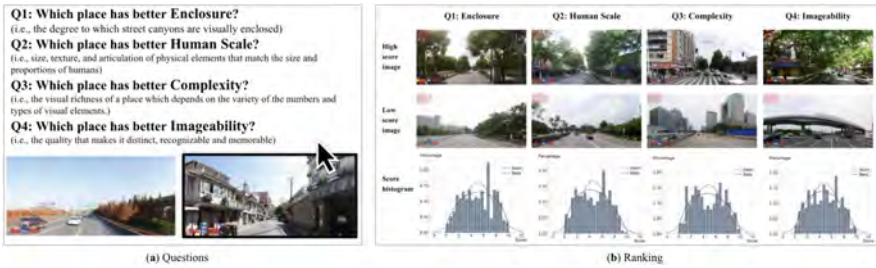 Q1: Which place has better Enclosure?
(i.e., the degree to which street canyons are visually enclosed)
Q2: Which place has better Human Scale?
(i.e., size, texture, and articulation of physical elements that match the size and
proportions of humans)
Q3: Which place has better Complexity?
(i.e., the visual richness of a place which depends on the variety of the numbers and
types of visual elements.)
Q4: Which place has better Imageability?
(i.e., the quality that makes it distinct, recognizable and memorable)
(a) Questions
Q1: Enclosure Q2: Human Scale Q3: Complexity Q4: Imageability
High
score
image
Low
score
image
Score
histogram
Percentage Percentage Percentage Percentage
(b) Ranking